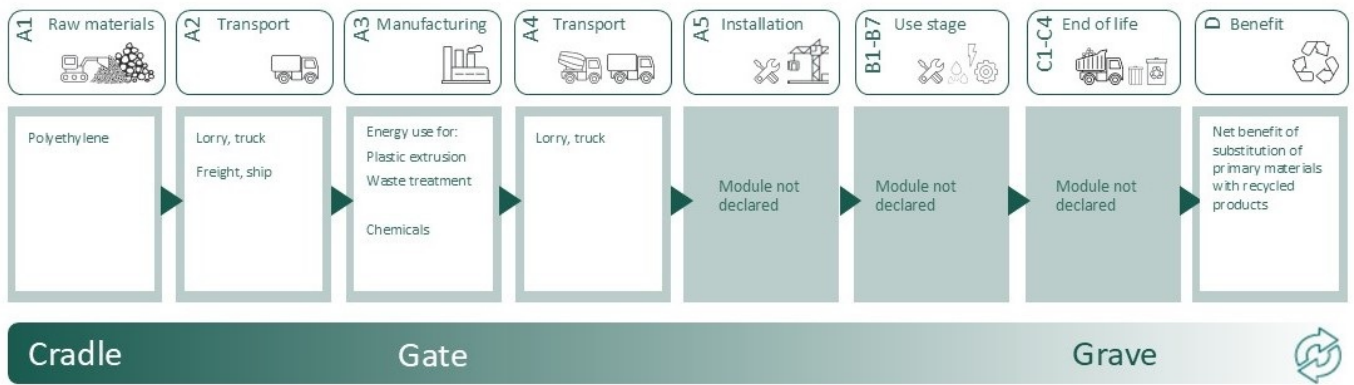 A1 Raw materials
A2 Transport
A3 Manufacturing
A4 Transport
A5 Installation
B1-B7 Use stage
C1-C4 End of life
D Benefit
Polyethylene
Lorry, truck
Freight, ship
Energy use for:
Plastic extrusion
Waste treatment
Chemicals
Lorry, truck
Module not
declared
Module not
declared
Module not
declared
Net benefit of
substitution of
primary materials
with recycled
products
Cradle
Gate
Grave